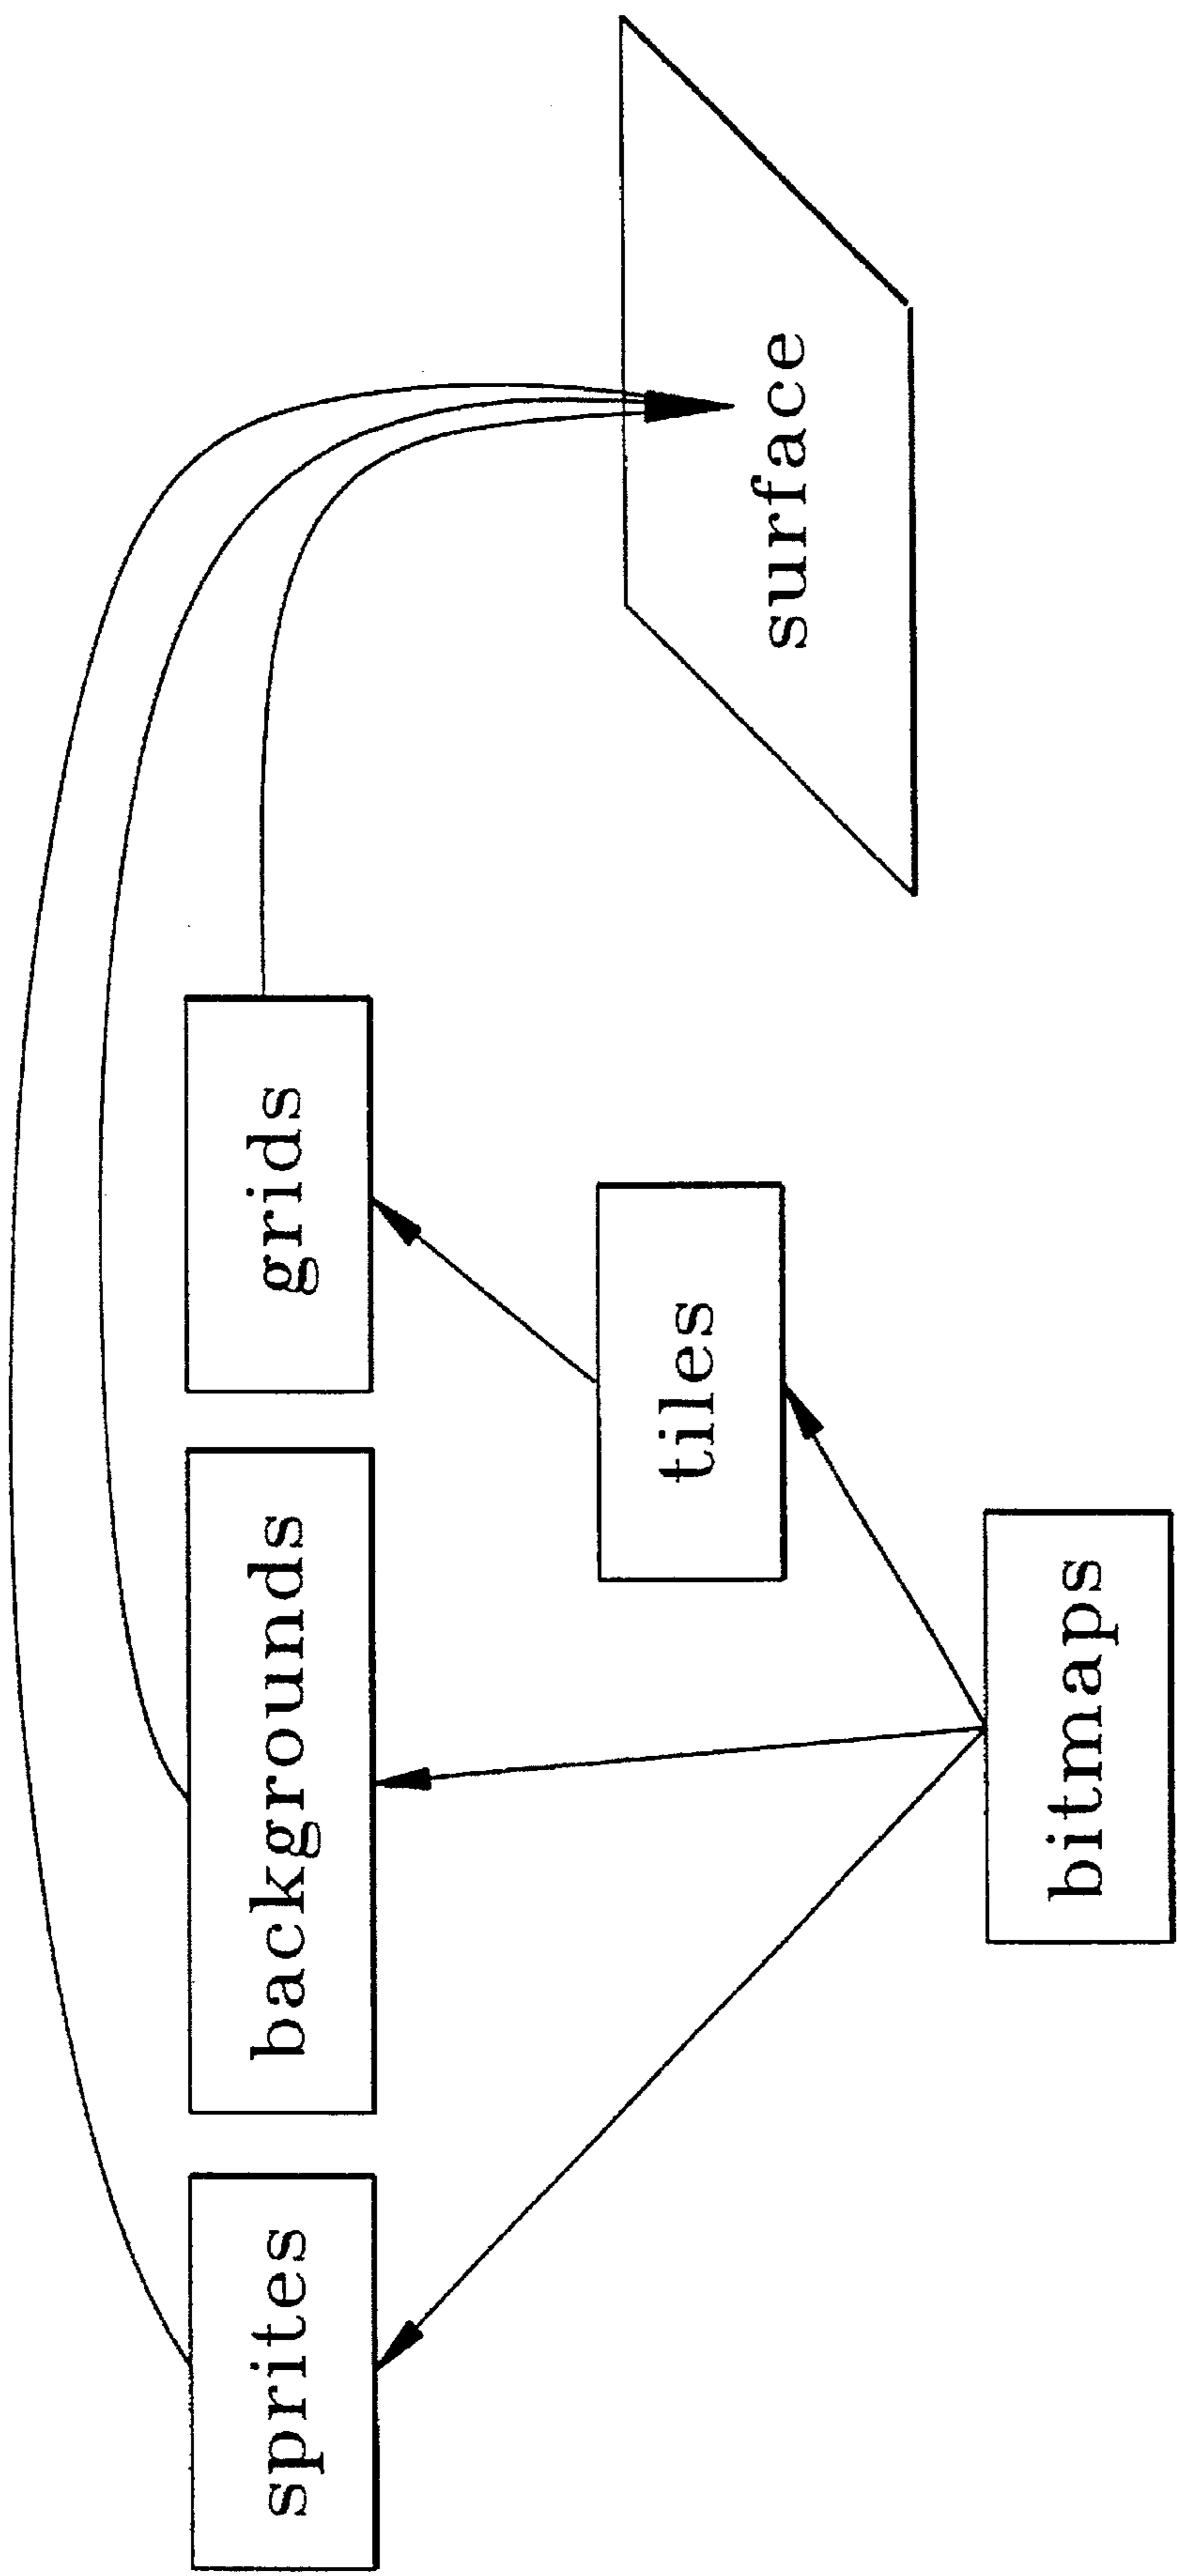 sprites
backgrounds
grids
tiles
bitmaps
surface